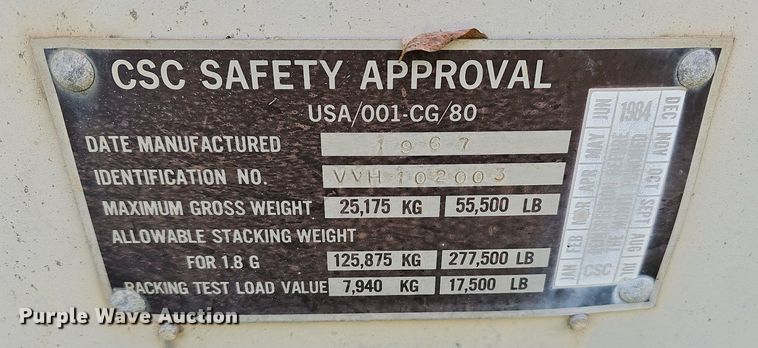 CSC SAFETY APPROVAL
USA/001-CG/80
DATE MANUFACTURED 1967
IDENTIFICATION NO. VVH 102003
MAXIMUM GROSS WEIGHT 25,175 KG 55,500 LB
ALLOWABLE STACKING WEIGHT
FOR 1.8 G 125,875 KG 277,500 LB
RACKING TEST LOAD VALUE 7,940 KG 17,500 LB
JAN FEB MAR APR MAY JUN
CSC
1984
DEC NOV OCT SEPT AUG JUL
Purple Wave Auction